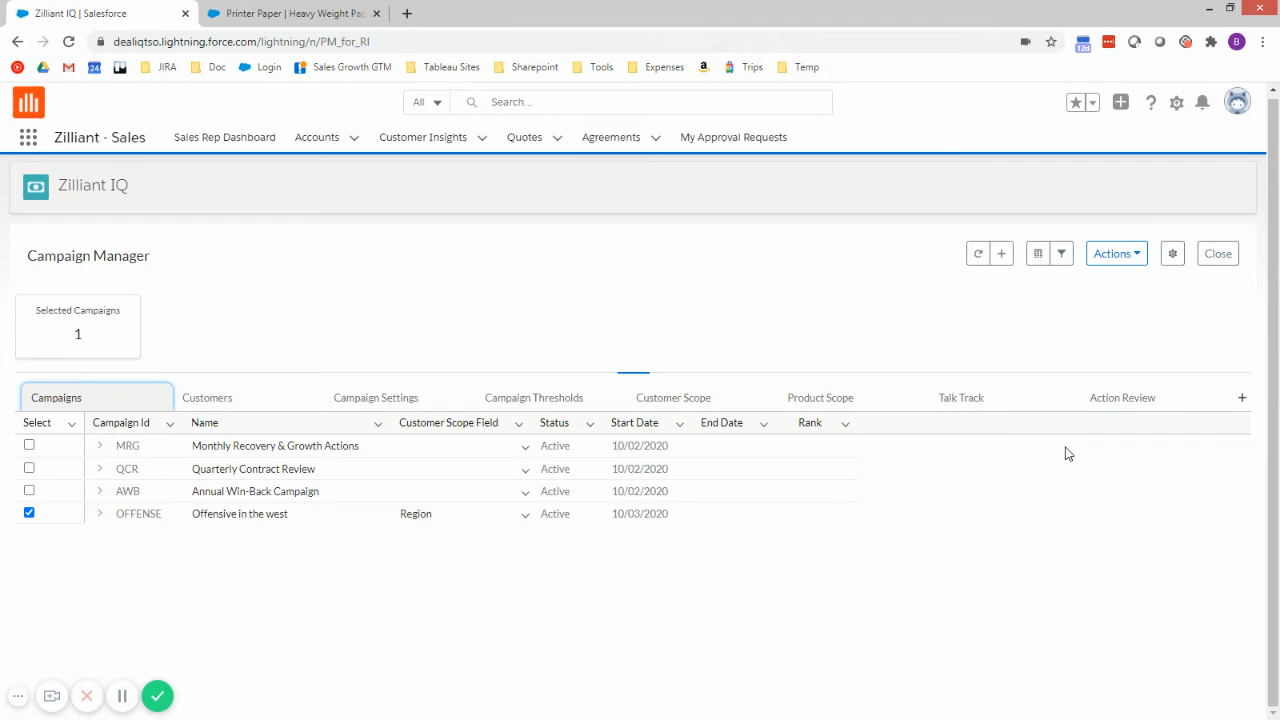 Zilliant IQ | Salesforce
Printer Paper | Heavy Weight Pap
dealiqtso.lightning.force.com/lightning/n/PM_for_RI
12d
B
24
JIRA
Doc
Login
Sales Growth GTM
Tableau Sites
Sharepoint
Tools
Expenses
Trips
Temp
All
Search...
Zilliant - Sales
Sales Rep Dashboard
Accounts
Customer Insights
Quotes
Agreements
My Approval Requests
Zilliant IQ
Campaign Manager
Actions
Close
Selected Campaigns
1
Campaigns
Customers
Campaign Settings
Campaign Thresholds
Customer Scope
Product Scope
Talk Track
Action Review
Select Campaign Id Name Customer Scope Field Status Start Date End Date Rank
MRG Monthly Recovery & Growth Actions Active 10/02/2020
QCR Quarterly Contract Review Active 10/02/2020
AWB Annual Win-Back Campaign Active 10/02/2020
OFFENSE Offensive in the west Region Active 10/03/2020